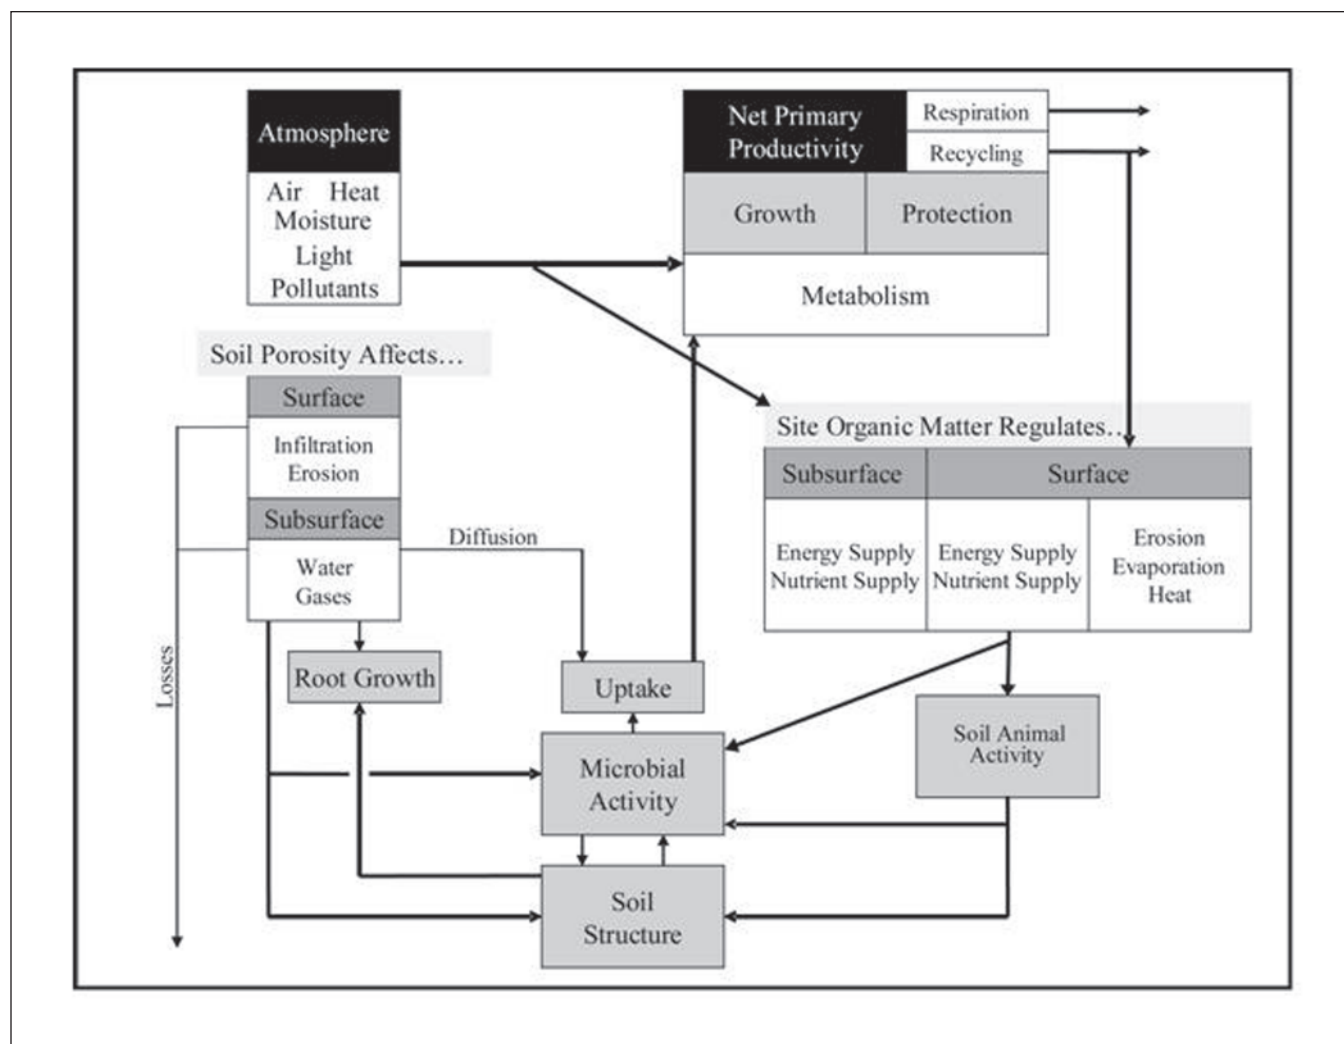 Atmosphere
Air Heat
Moisture
Light
Pollutants
Net Primary
Productivity
Respiration
Recycling
Growth
Protection
Metabolism
Soil Porosity Affects...
Surface
Infiltration
Erosion
Subsurface
Water
Gases
Diffusion
Losses
Root Growth
Uptake
Microbial
Activity
Soil
Structure
Site Organic Matter Regulates...
Subsurface
Surface
Energy Supply
Nutrient Supply
Energy Supply
Nutrient Supply
Erosion
Evaporation
Heat
Soil Animal
Activity